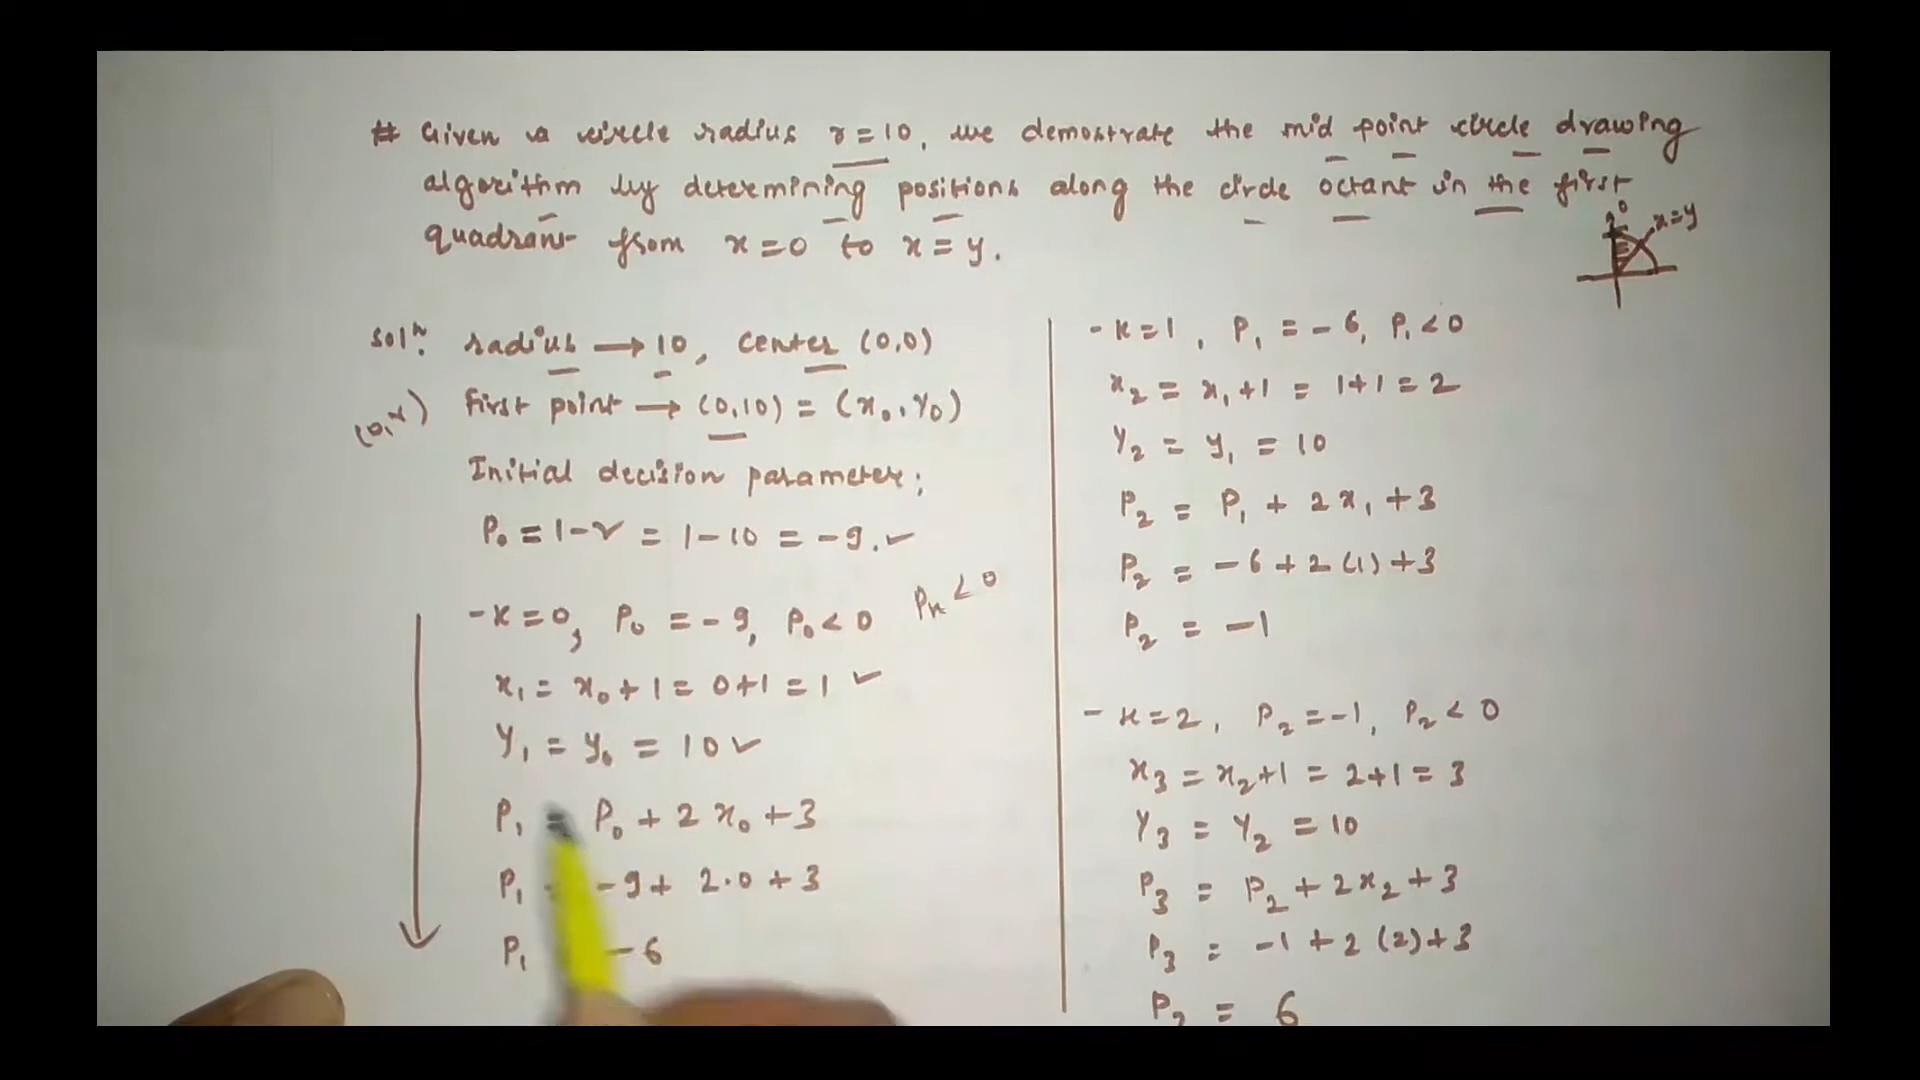 # Given a circle radius r=10, we demostrate the mid point circle drawing
algorithm by determining positions along the circle octant in the first
quadrant from x=0 to x=y.
x=y
Solⁿ. radius → 10, center (0,0)
(0,r) first point → (0,10) = (x₀,y₀)
Initial decision parameter;
P₀ = 1-r = 1-10 = -9. ✓
-K=0, P₀ = -9, P₀<0 Pₖ<0
x₁ = x₀+1 = 0+1 = 1 ✓
y₁ = y₀ = 10 ✓
P₁ = P₀ + 2x₀ + 3
P₁ -9 + 2·0 + 3
P₁ -6
-K=1, P₁ = -6, P₁<0
x₂ = x₁+1 = 1+1 = 2
y₂ = y₁ = 10
P₂ = P₁ + 2x₁ + 3
P₂ = -6+2(1)+3
P₂ = -1
-K=2, P₂=-1, P₂<0
x₃ = x₂+1 = 2+1 = 3
y₃ = y₂ = 10
P₃ = P₂ + 2x₂ + 3
P₃ = -1 + 2(2)+3
P₃ = 6